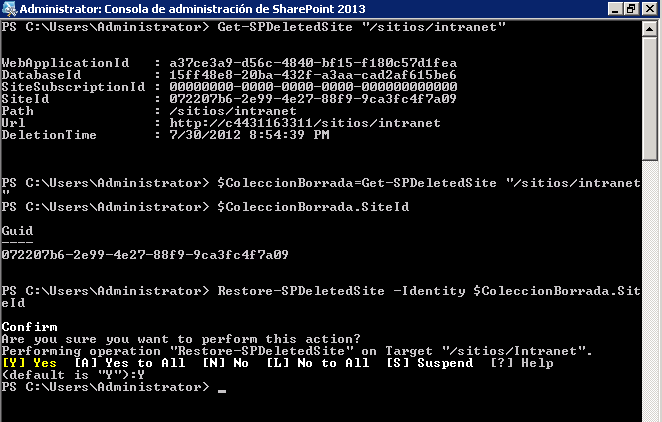 Administrator: Consola de administración de SharePoint 2013
PS C:\Users\Administrator> Get-SPDeletedSite "/sitios/intranet"
WebApplicationId   : a37ce3a9-d56c-4840-bf15-f180c57d1fea
DatabaseId         : 15ff48e8-20ba-432f-a3aa-cad2af615be6
SiteSubscriptionId : 00000000-0000-0000-0000-000000000000
SiteId             : 072207b6-2e99-4e27-88f9-9ca3fc4f7a09
Path               : /sitios/intranet
Url                : http://c4431163311/sitios/intranet
DeletionTime       : 7/30/2012 8:54:39 PM
PS C:\Users\Administrator> $ColeccionBorrada=Get-SPDeletedSite "/sitios/intranet
"
PS C:\Users\Administrator> $ColeccionBorrada.SiteId
Guid
----
072207b6-2e99-4e27-88f9-9ca3fc4f7a09
PS C:\Users\Administrator> Restore-SPDeletedSite -Identity $ColeccionBorrada.Sit
eId
Confirm
Are you sure you want to perform this action?
Performing operation "Restore-SPDeletedSite" on Target "/sitios/Intranet".
[Y] Yes  [A] Yes to All  [N] No  [L] No to All  [S] Suspend  [?] Help
(default is "Y"):Y
PS C:\Users\Administrator> _